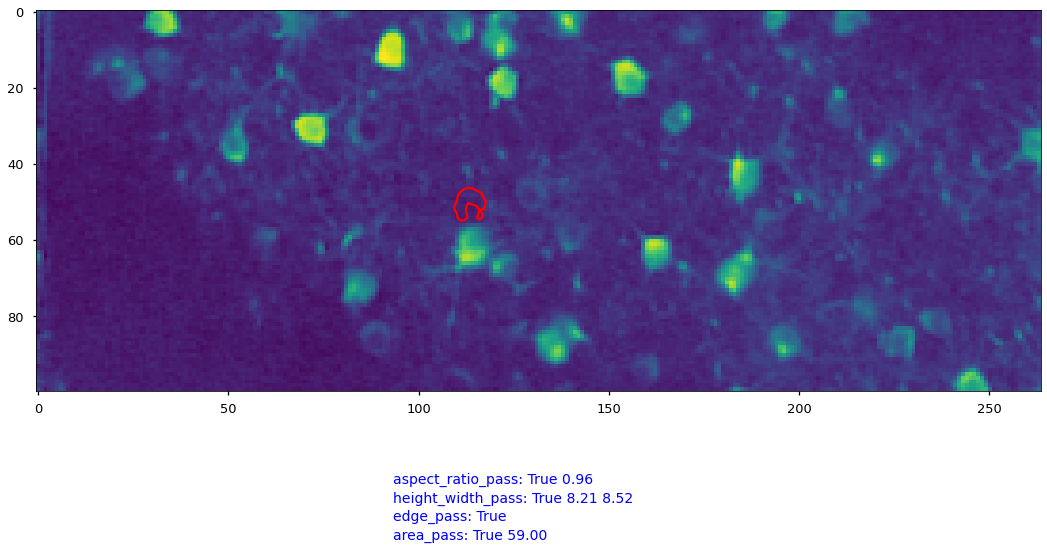 0
20
40
60
80
0 50 100 150 200 250
aspect_ratio_pass: True 0.96
height_width_pass: True 8.21 8.52
edge_pass: True
area_pass: True 59.00